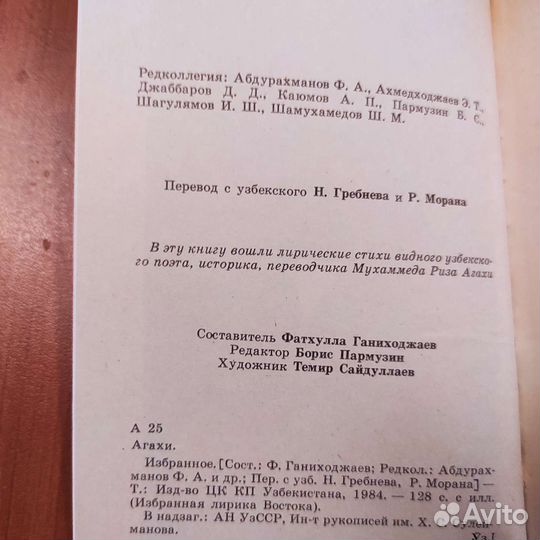 Редколлегия: Абдурахманов Ф. А., Ахмедходжаев Э. Т.,
Джаббаров Д. Д., Каюмов А. П., Пармузин Б. С.,
Шагулямов И. Ш., Шамухамедов Ш. М.
Перевод с узбекского Н. Гребнева и Р. Морана
В эту книгу вошли лирические стихи видного узбекско-
го поэта, историка, переводчика Мухаммеда Риза Агахи
Составитель Фатхулла Ганиходжаев
Редактор Борис Пармузин
Художник Темир Сайдуллаев
А 25
Агахи.
Избранное.[Сост.: Ф. Ганиходжаев; Редкол.: Абдурах-
манов Ф. А. и др.; Пер. с узб. Н. Гребнева, Р. Морана]—
Т.: Изд-во ЦК КП Узбекистана, 1984. — 128 с. с илл.
(Избранная лирика Востока).
В надзаг.: АН УзССР, Ин-т рукописей им. Х. С. Сулей-
манова.
Уз1
Avito